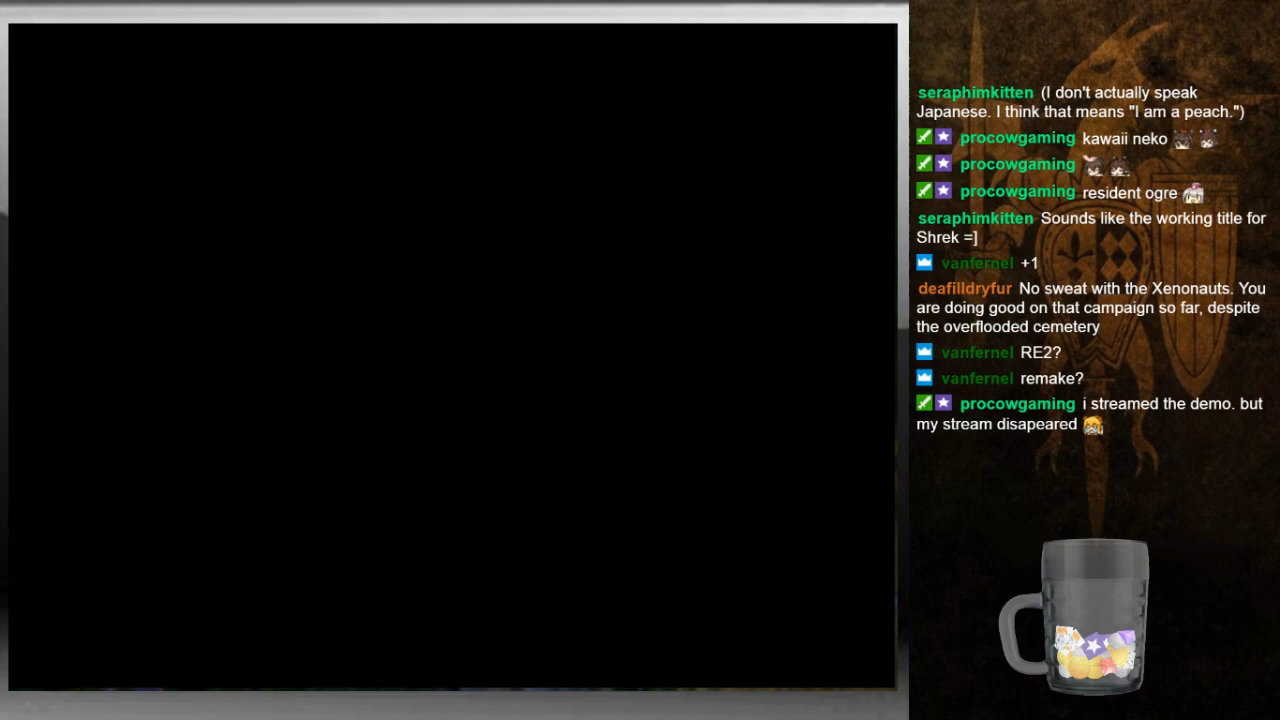 seraphimkitten (I don't actually speak
Japanese. I think that means "I am a peach.")
procowgaming kawaii neko
procowgaming
procowgaming resident ogre
seraphimkitten Sounds like the working title for
Shrek =]
vanfernel +1
deafilldryfur No sweat with the Xenonauts. You
are doing good on that campaign so far, despite
the overflooded cemetery
vanfernel RE2?
vanfernel remake?
procowgaming i streamed the demo. but
my stream disapeared